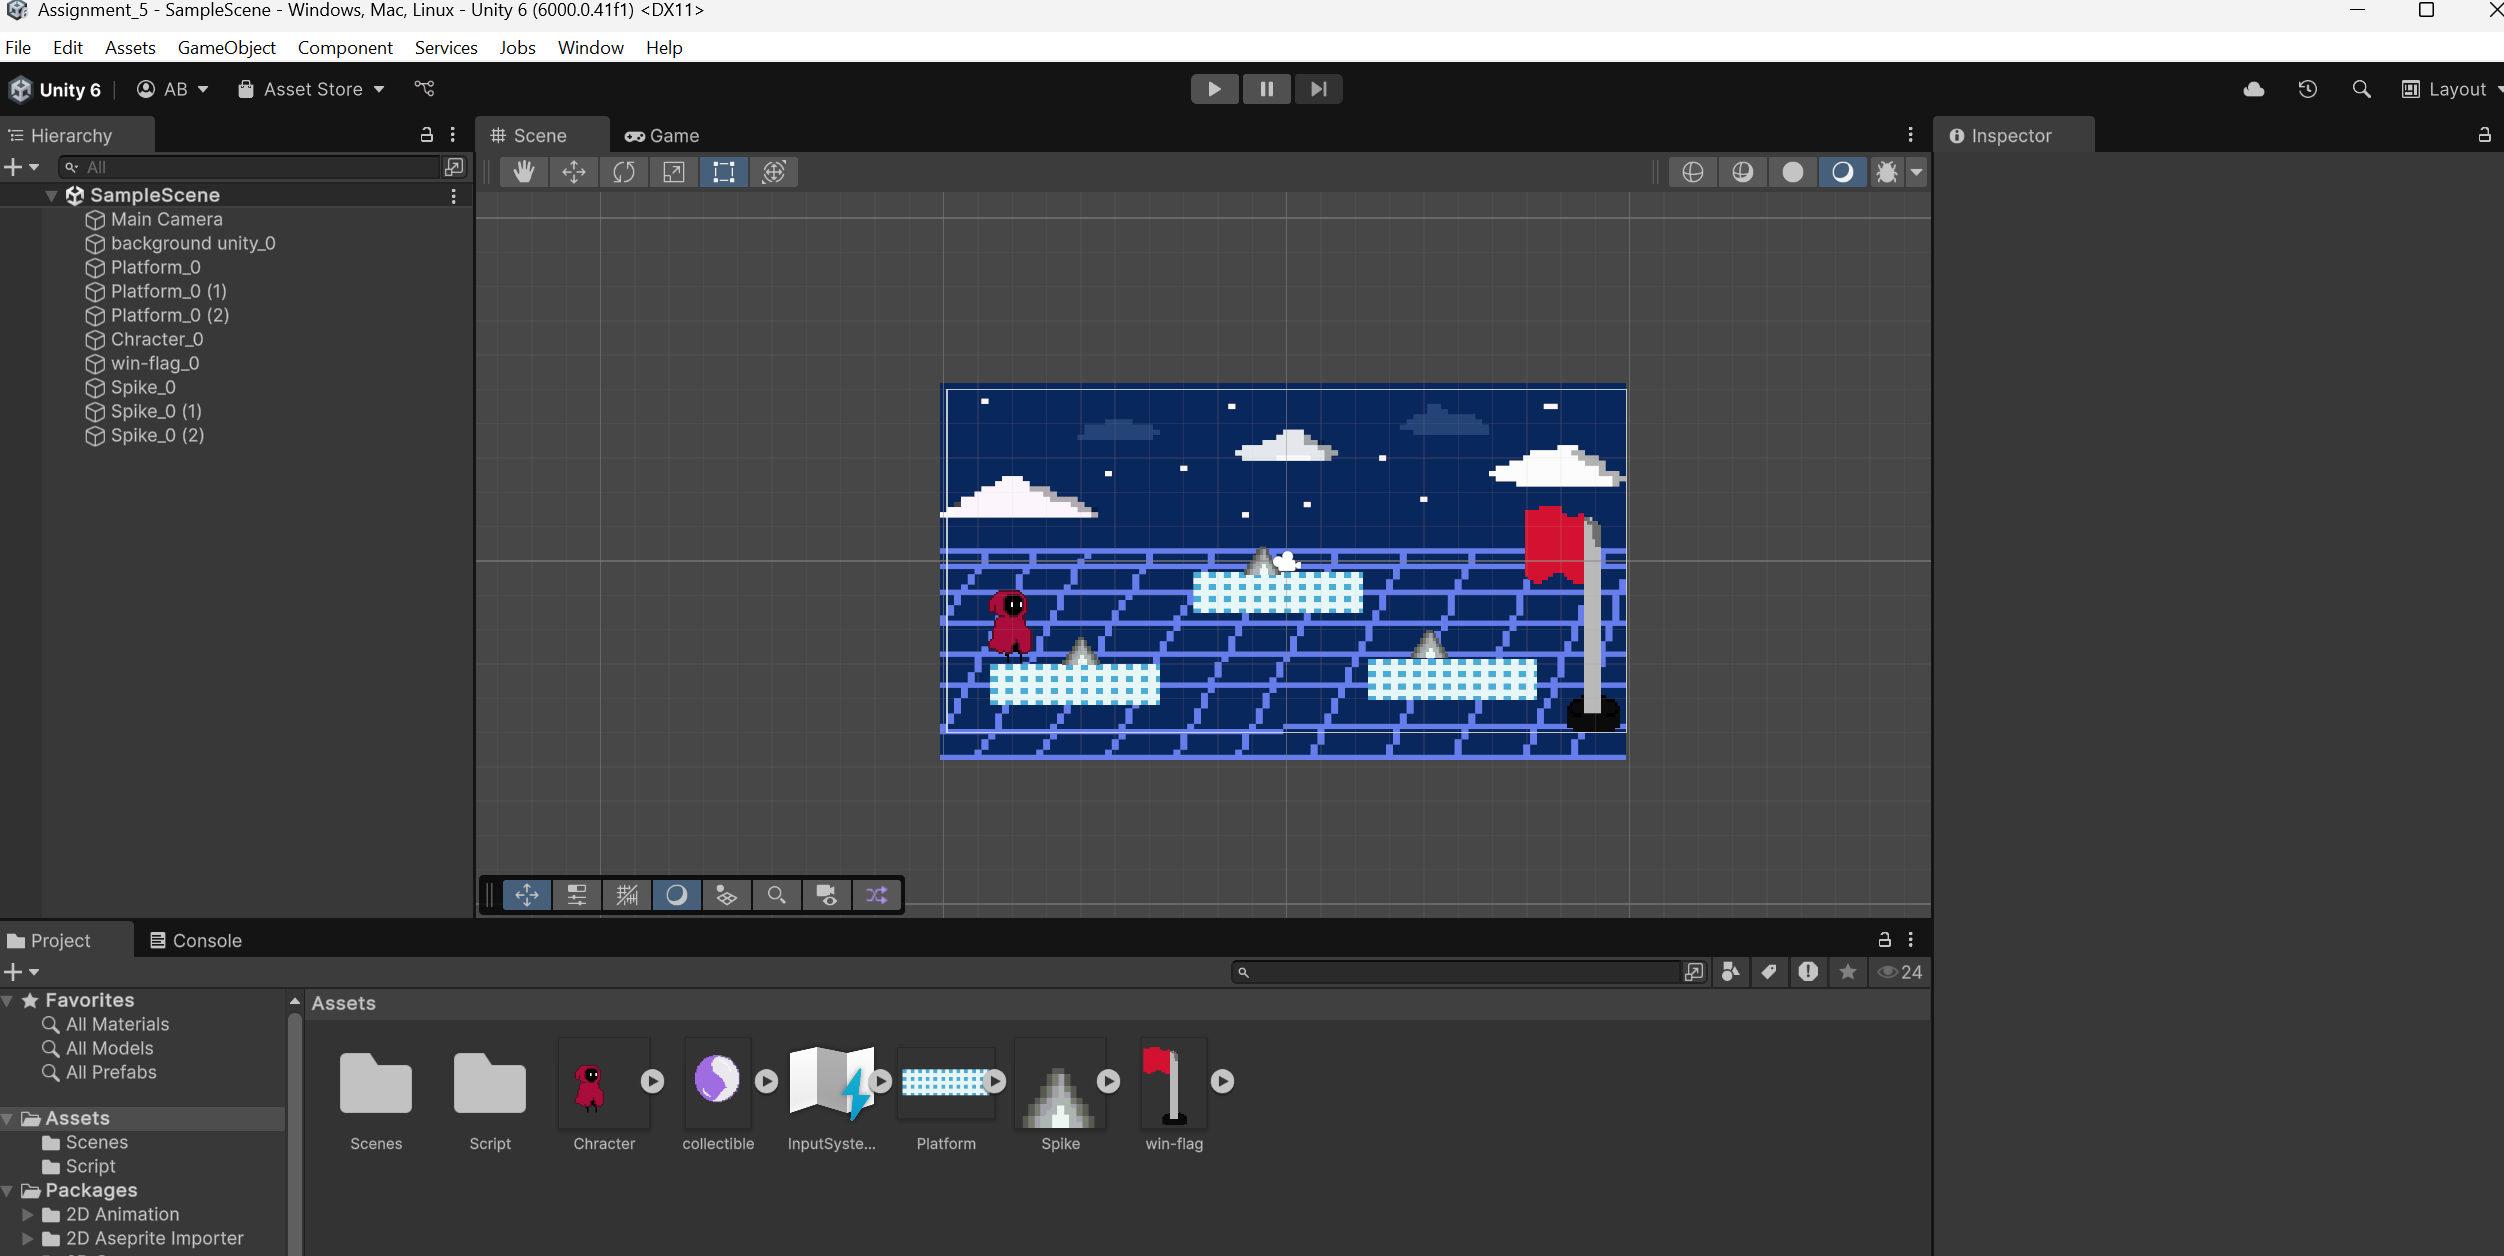 Assignment_5 - SampleScene - Windows, Mac, Linux - Unity 6 (6000.0.41f1) <DX11>
File Edit Assets GameObject Component Services Jobs Window Help
Unity 6 AB Asset Store Layout
Hierarchy
Scene
Game
Inspector
All
SampleScene
Main Camera
background unity_0
Platform_0
Platform_0 (1)
Platform_0 (2)
Chracter_0
win-flag_0
Spike_0
Spike_0 (1)
Spike_0 (2)
Project
Console
24
Favorites
All Materials
All Models
All Prefabs
Assets
Scenes
Script
Packages
2D Animation
2D Aseprite Importer
Assets
Scenes
Script
Chracter
collectible
InputSyste...
Platform
Spike
win-flag